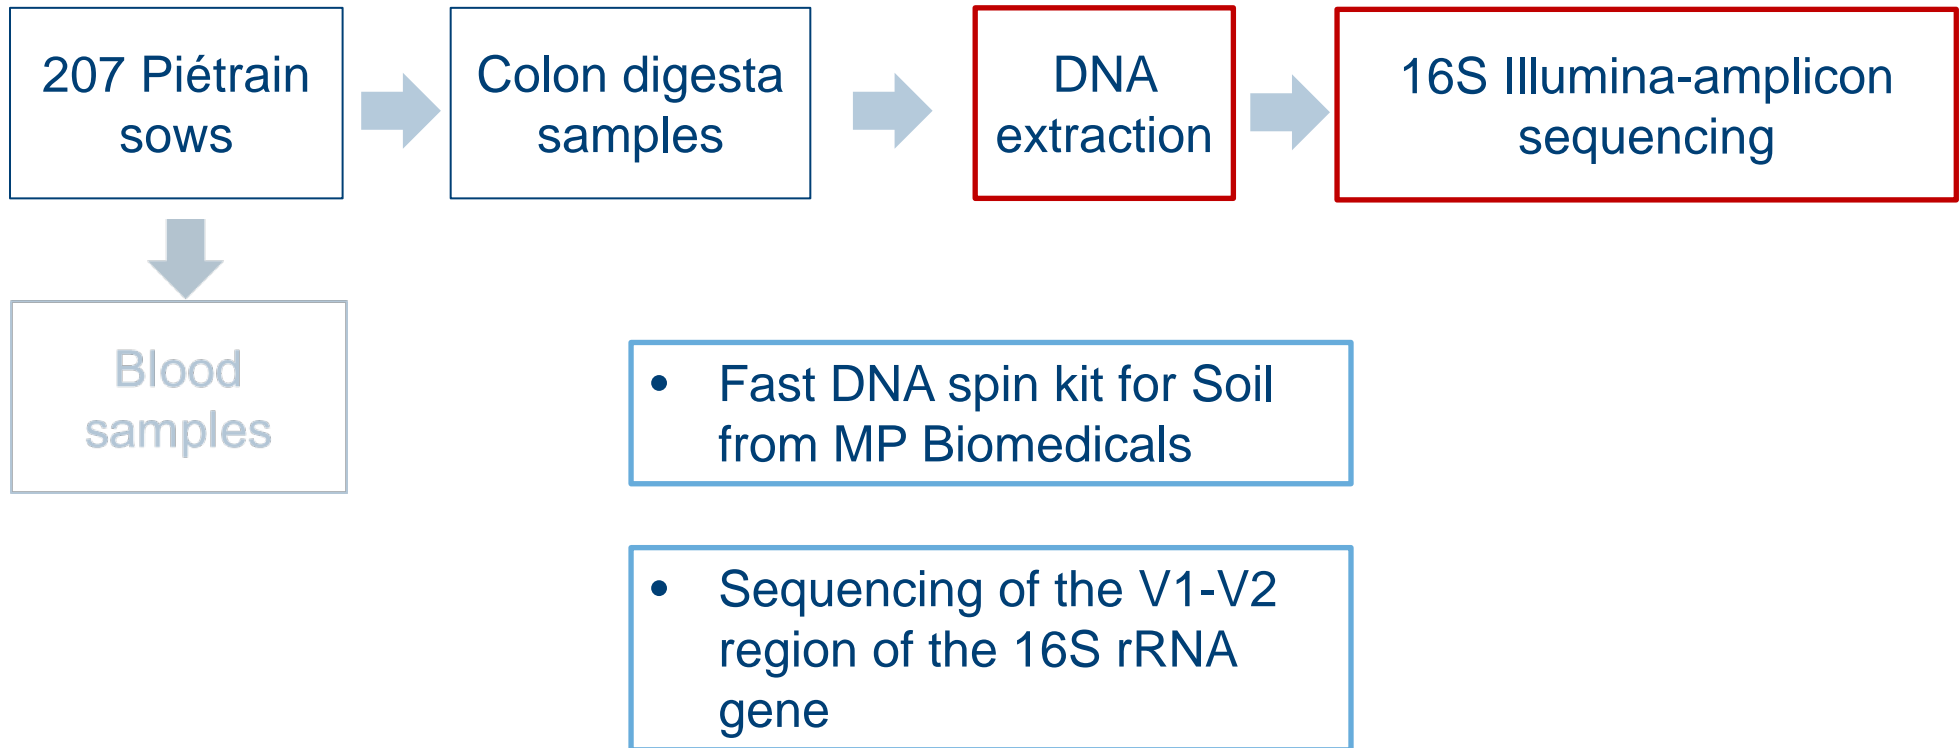 207 Piétrain
sows
Colon digesta
samples
DNA
extraction
16S Illumina-amplicon
sequencing
Blood
samples
• Fast DNA spin kit for Soil
from MP Biomedicals
• Sequencing of the V1-V2
region of the 16S rRNA
gene